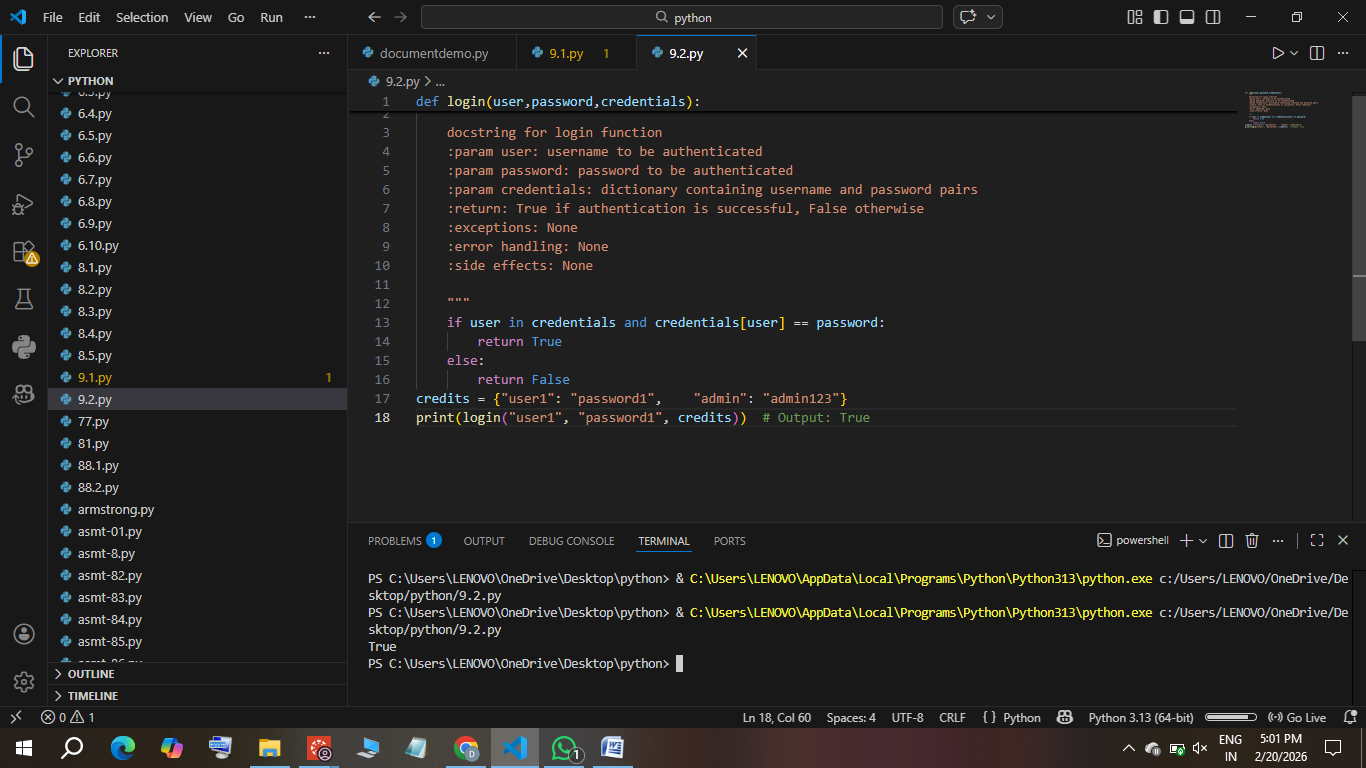 File Edit Selection View Go Run ···
python
EXPLORER ···
PYTHON
6.3.py
6.4.py
6.5.py
6.6.py
6.7.py
6.8.py
6.9.py
6.10.py
8.1.py
8.2.py
8.3.py
8.4.py
8.5.py
9.1.py 1
9.2.py
77.py
81.py
88.1.py
88.2.py
armstrong.py
asmt-01.py
asmt-8.py
asmt-82.py
asmt-83.py
asmt-84.py
asmt-85.py
asmt-86.py
OUTLINE
TIMELINE
documentdemo.py 9.1.py 1 9.2.py
9.2.py > ...
1 def login(user,password,credentials):
2
3 docstring for login function
4 :param user: username to be authenticated
5 :param password: password to be authenticated
6 :param credentials: dictionary containing username and password pairs
7 :return: True if authentication is successful, False otherwise
8 :exceptions: None
9 :error handling: None
10 :side effects: None
11
12 """
13 if user in credentials and credentials[user] == password:
14 return True
15 else:
16 return False
17 credits = {"user1": "password1",    "admin": "admin123"}
18 print(login("user1", "password1", credits))  # Output: True
PROBLEMS 1 OUTPUT DEBUG CONSOLE TERMINAL PORTS
powershell
PS C:\Users\LENOVO\OneDrive\Desktop\python> & C:\Users\LENOVO\AppData\Local\Programs\Python\Python313\python.exe c:/Users/LENOVO/OneDrive/De
sktop/python/9.2.py
PS C:\Users\LENOVO\OneDrive\Desktop\python> & C:\Users\LENOVO\AppData\Local\Programs\Python\Python313\python.exe c:/Users/LENOVO/OneDrive/De
sktop/python/9.2.py
True
PS C:\Users\LENOVO\OneDrive\Desktop\python>
0 1 Ln 18, Col 60 Spaces: 4 UTF-8 CRLF { } Python Python 3.13 (64-bit) Go Live
ENG 5:01 PM
IN 2/20/2026